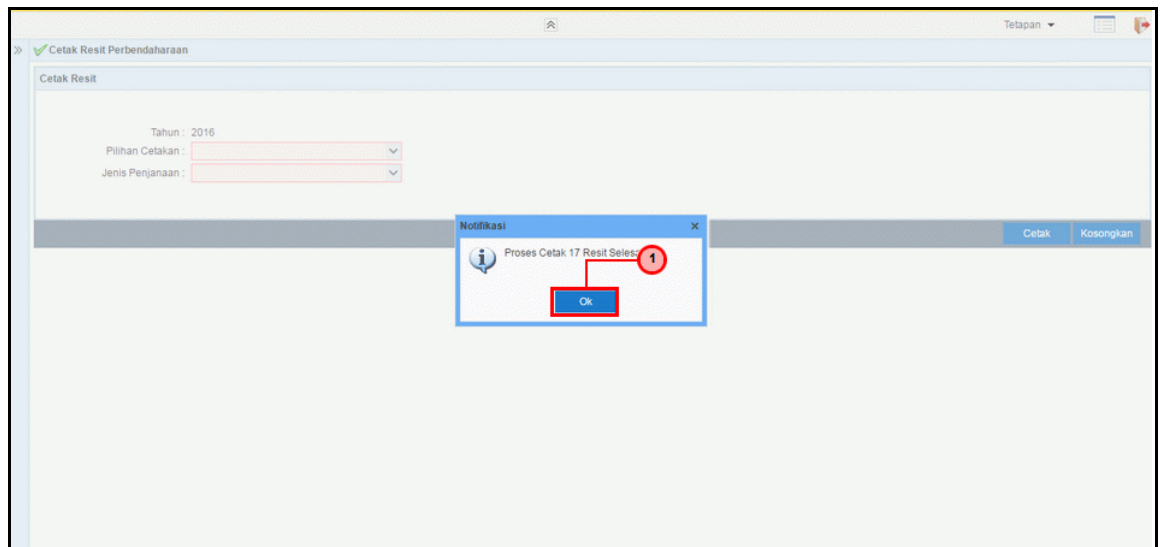 Tetapan
Cetak Resit Perbendaharaan
Cetak Resit
Tahun : 2016
Pilihan Cetakan :
Jenis Penjanaan :
Notifikasi
Proses Cetak 17 Resit
1
Ok
Cetak Kosongkan